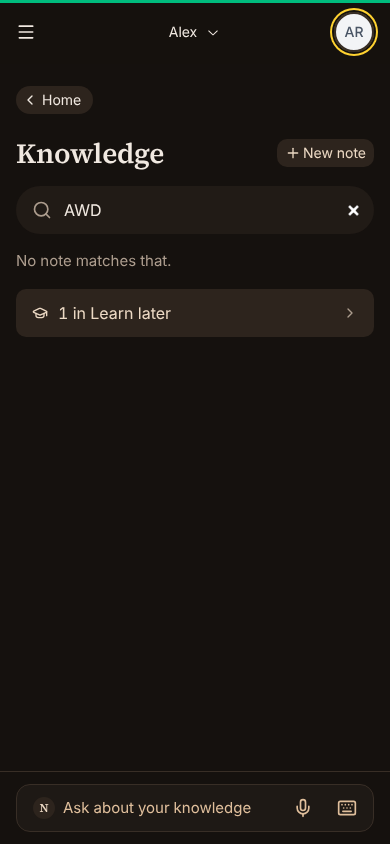 Alex
AR
Home
Knowledge
New note
AWD
No note matches that.
1 in Learn later
N
Ask about your knowledge